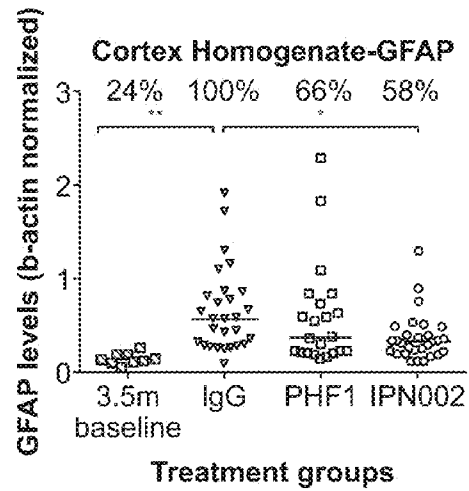 Cortex Homogenate-GFAP
24% 100% 66% 58%
** *
GFAP levels (b-actin normalized)
3
2
1
0
3.5m baseline IgG PHF1 IPN002
Treatment groups